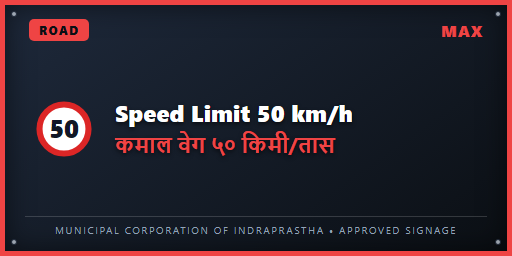 ROAD
MAX
50
Speed Limit 50 km/h
कमाल वेग ५० किमी/तास
MUNICIPAL CORPORATION OF INDRAPRASTHA • APPROVED SIGNAGE